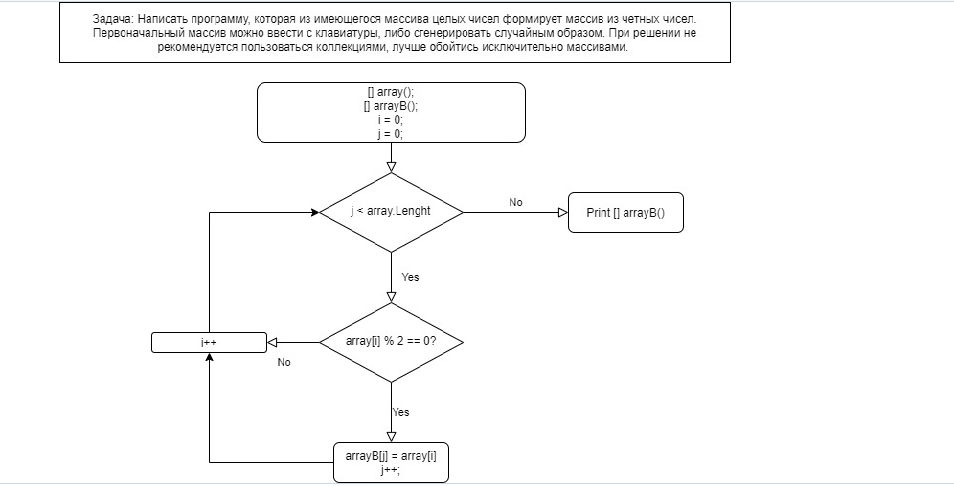 Задача: Написать программу, которая из имеющегося массива целых чисел формирует массив из четных чисел.
Первоначальный массив можно ввести с клавиатуры, либо сгенерировать случайным образом. При решении не
рекомендуется пользоваться коллекциями, лучше обойтись исключительно массивами.
[] array();
[] arrayB();
i = 0;
j = 0;
j < array.Lenght
No
Print [] arrayB()
Yes
array[i] % 2 == 0?
i++
No
Yes
arrayB[j] = array[i]
j++;